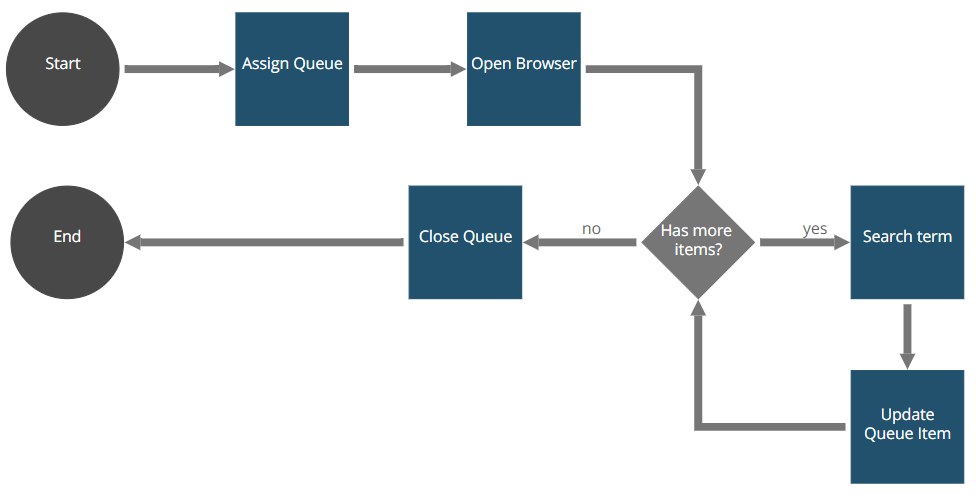 Start
Assign Queue
Open Browser
End
Close Queue
no
Has more
items?
yes
Search term
Update
Queue Item